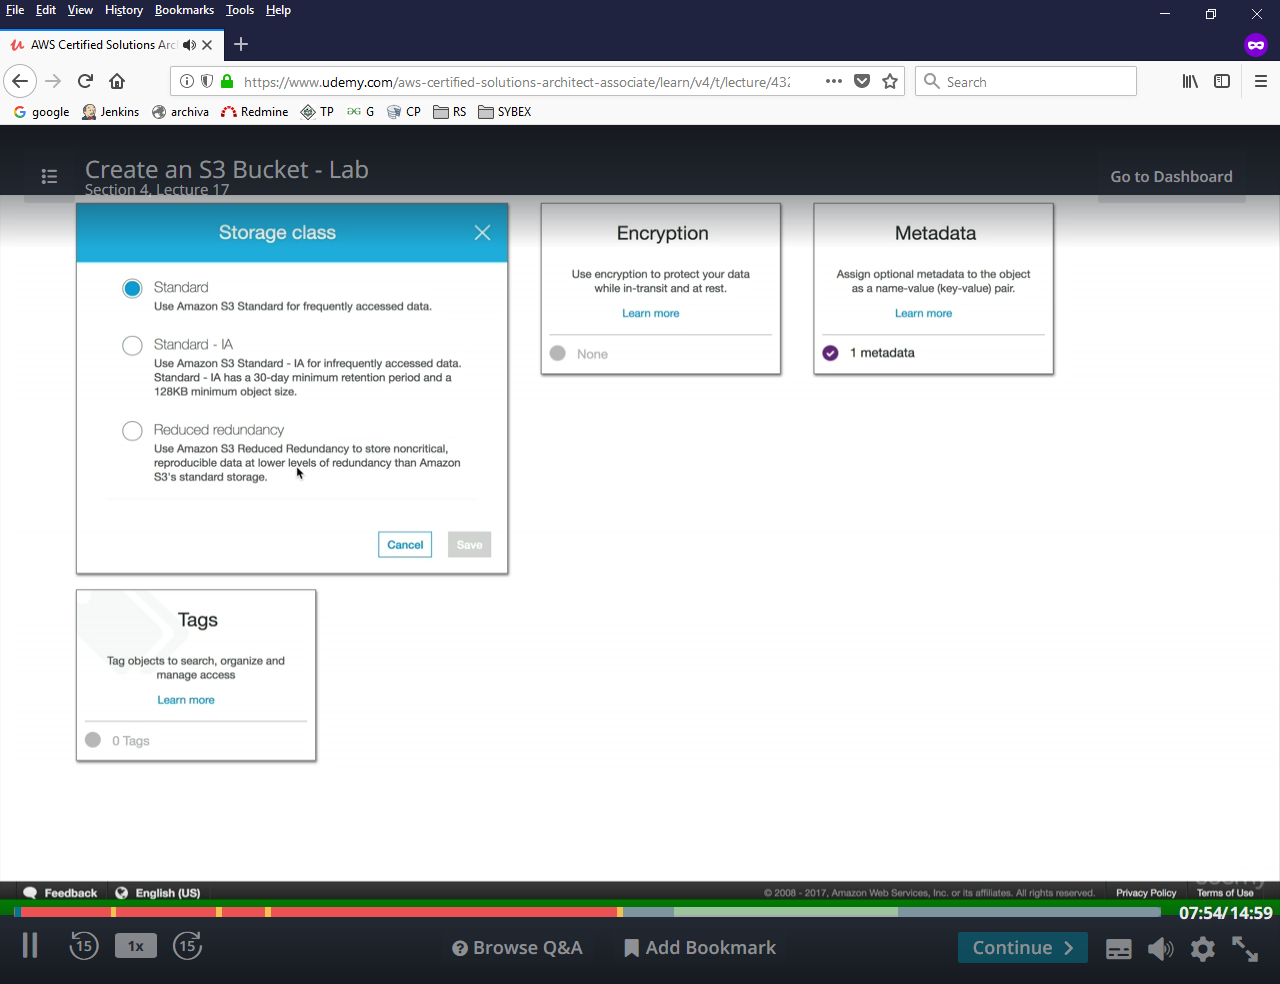 File Edit View History Bookmarks Tools Help
AWS Certified Solutions Arc
https://www.udemy.com/aws-certified-solutions-architect-associate/learn/v4/t/lecture/432
Search
google Jenkins archiva Redmine TP G CP RS SYBEX
Create an S3 Bucket - Lab
Section 4, Lecture 17
Go to Dashboard
Storage class
Standard
Use Amazon S3 Standard for frequently accessed data.
Standard - IA
Use Amazon S3 Standard - IA for infrequently accessed data.
Standard - IA has a 30-day minimum retention period and a
128KB minimum object size.
Reduced redundancy
Use Amazon S3 Reduced Redundancy to store noncritical,
reproducible data at lower levels of redundancy than Amazon
S3's standard storage.
Cancel Save
Encryption
Use encryption to protect your data
while in-transit and at rest.
Learn more
None
Metadata
Assign optional metadata to the object
as a name-value (key-value) pair.
Learn more
1 metadata
Tags
Tag objects to search, organize and
manage access
Learn more
0 Tags
Feedback English (US)
© 2008 - 2017, Amazon Web Services, Inc. or its affiliates. All rights reserved. Privacy Policy Terms of Use
07:54/14:59
15 1x 15 Browse Q&A Add Bookmark Continue